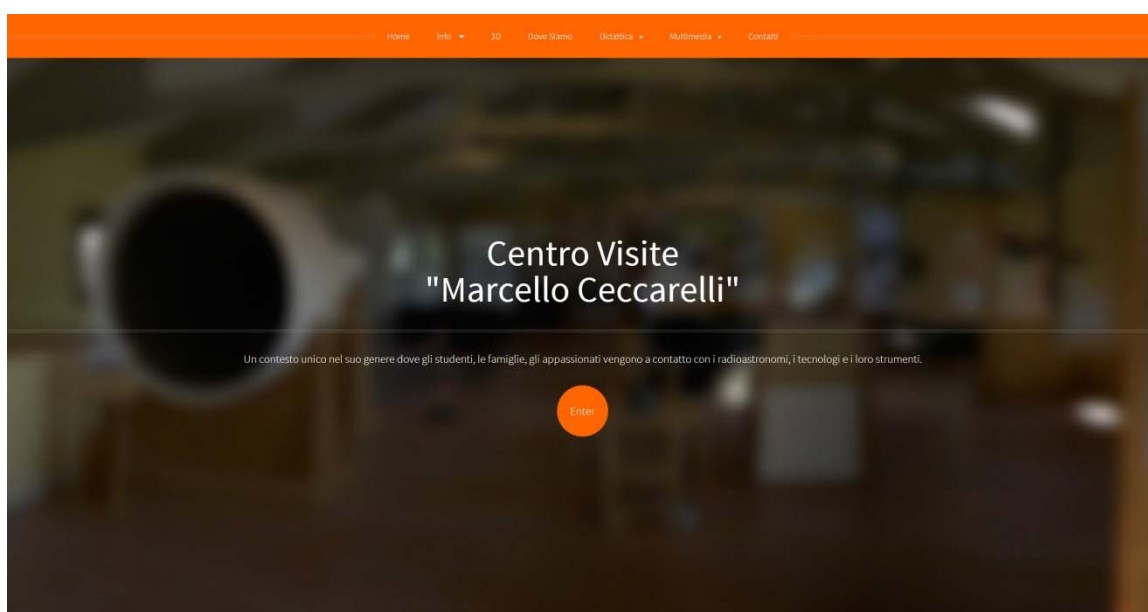 Home Info 3D Dove Siamo Didattica Multimedia Contatti
Centro Visite
"Marcello Ceccarelli"
Un contesto unico nel suo genere dove gli studenti, le famiglie, gli appassionati vengono a contatto con i radioastronomi, i tecnologi e i loro strumenti.
Enter